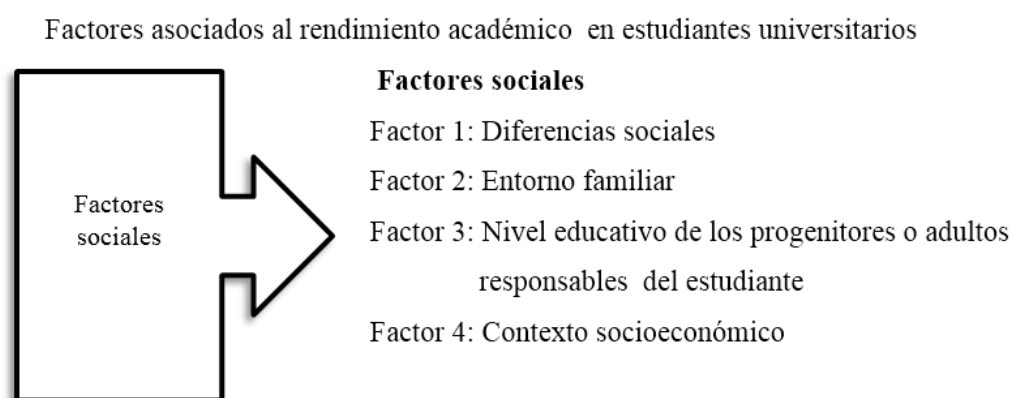 Factores asociados al rendimiento académico en estudiantes universitarios
Factores sociales
Factor 1: Diferencias sociales
Factor 2: Entorno familiar
Factores
sociales
Factor 3: Nivel educativo de los progenitores o adultos
responsables del estudiante
Factor 4: Contexto socioeconómico